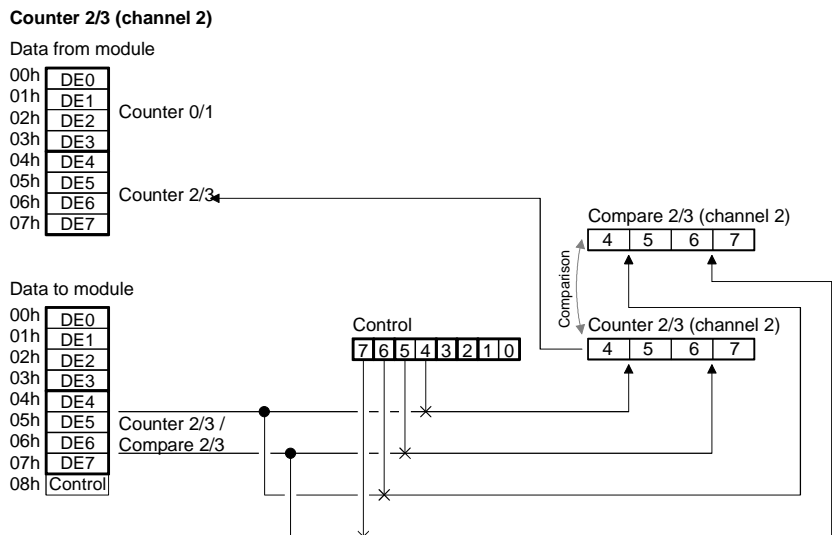 Counter 2/3 (channel 2)
Data from module
00h DE0
01h DE1
02h DE2
03h DE3
04h DE4
05h DE5
06h DE6
07h DE7
Counter 0/1
Counter 2/3
Compare 2/3 (channel 2)
4 5 6 7
Comparison
Counter 2/3 (channel 2)
4 5 6 7
Control
7 6 5 4 3 2 1 0
Data to module
00h DE0
01h DE1
02h DE2
03h DE3
04h DE4
05h DE5
06h DE6
07h DE7
08h Control
Counter 2/3 /
Compare 2/3